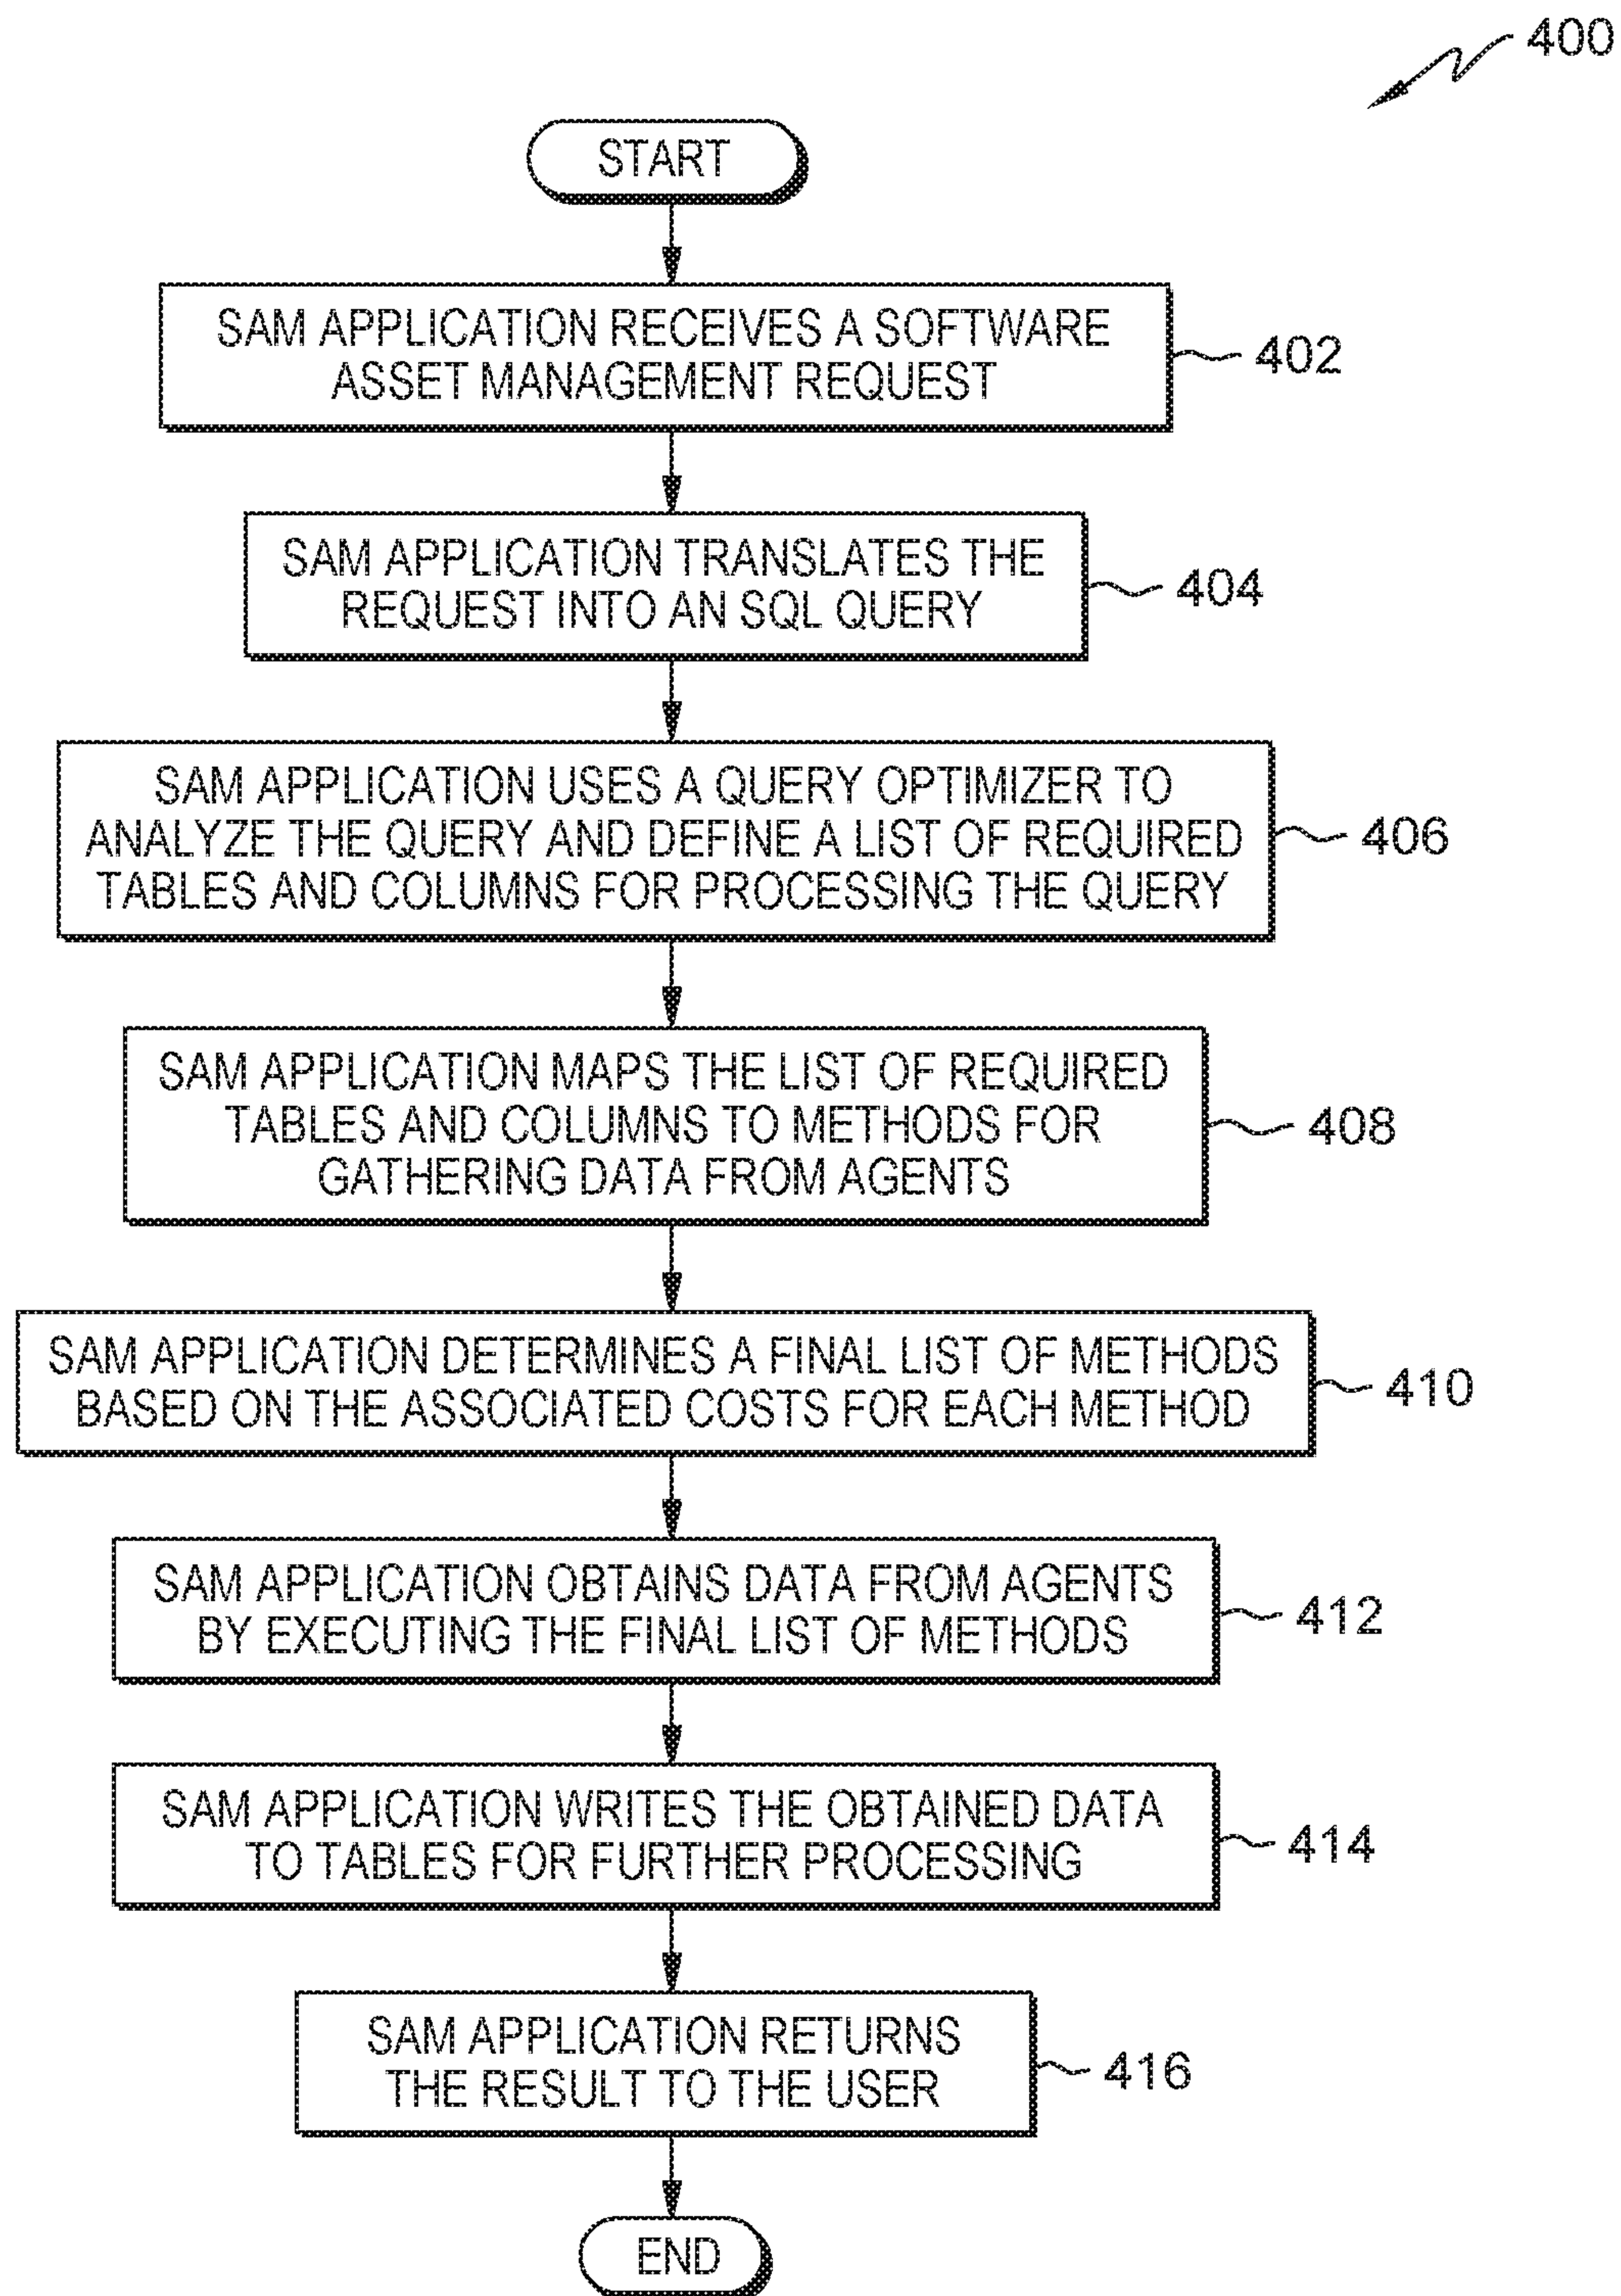 400
START
SAM APPLICATION RECEIVES A SOFTWARE
ASSET MANAGEMENT REQUEST
402
SAM APPLICATION TRANSLATES THE
REQUEST INTO AN SQL QUERY
404
SAM APPLICATION USES A QUERY OPTIMIZER TO
ANALYZE THE QUERY AND DEFINE A LIST OF REQUIRED
TABLES AND COLUMNS FOR PROCESSING THE QUERY
406
SAM APPLICATION MAPS THE LIST OF REQUIRED
TABLES AND COLUMNS TO METHODS FOR
GATHERING DATA FROM AGENTS
408
SAM APPLICATION DETERMINES A FINAL LIST OF METHODS
BASED ON THE ASSOCIATED COSTS FOR EACH METHOD
410
SAM APPLICATION OBTAINS DATA FROM AGENTS
BY EXECUTING THE FINAL LIST OF METHODS
412
SAM APPLICATION WRITES THE OBTAINED DATA
TO TABLES FOR FURTHER PROCESSING
414
SAM APPLICATION RETURNS
THE RESULT TO THE USER
416
END